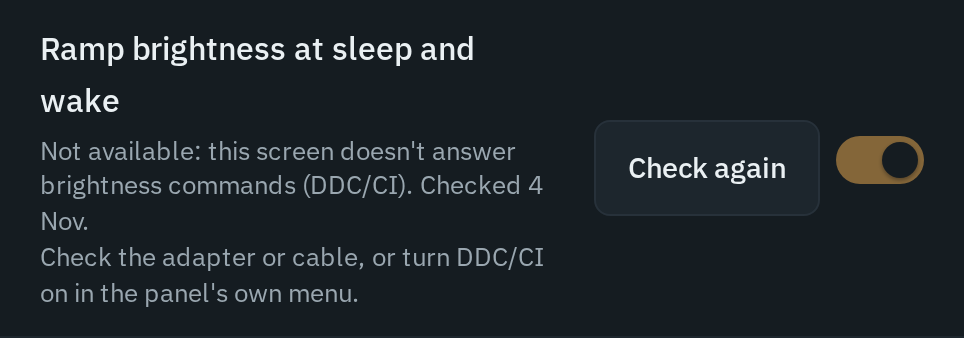 Ramp brightness at sleep and
wake
Not available: this screen doesn't answer
brightness commands (DDC/CI). Checked 4
Nov.
Check the adapter or cable, or turn DDC/CI
on in the panel's own menu.
Check again